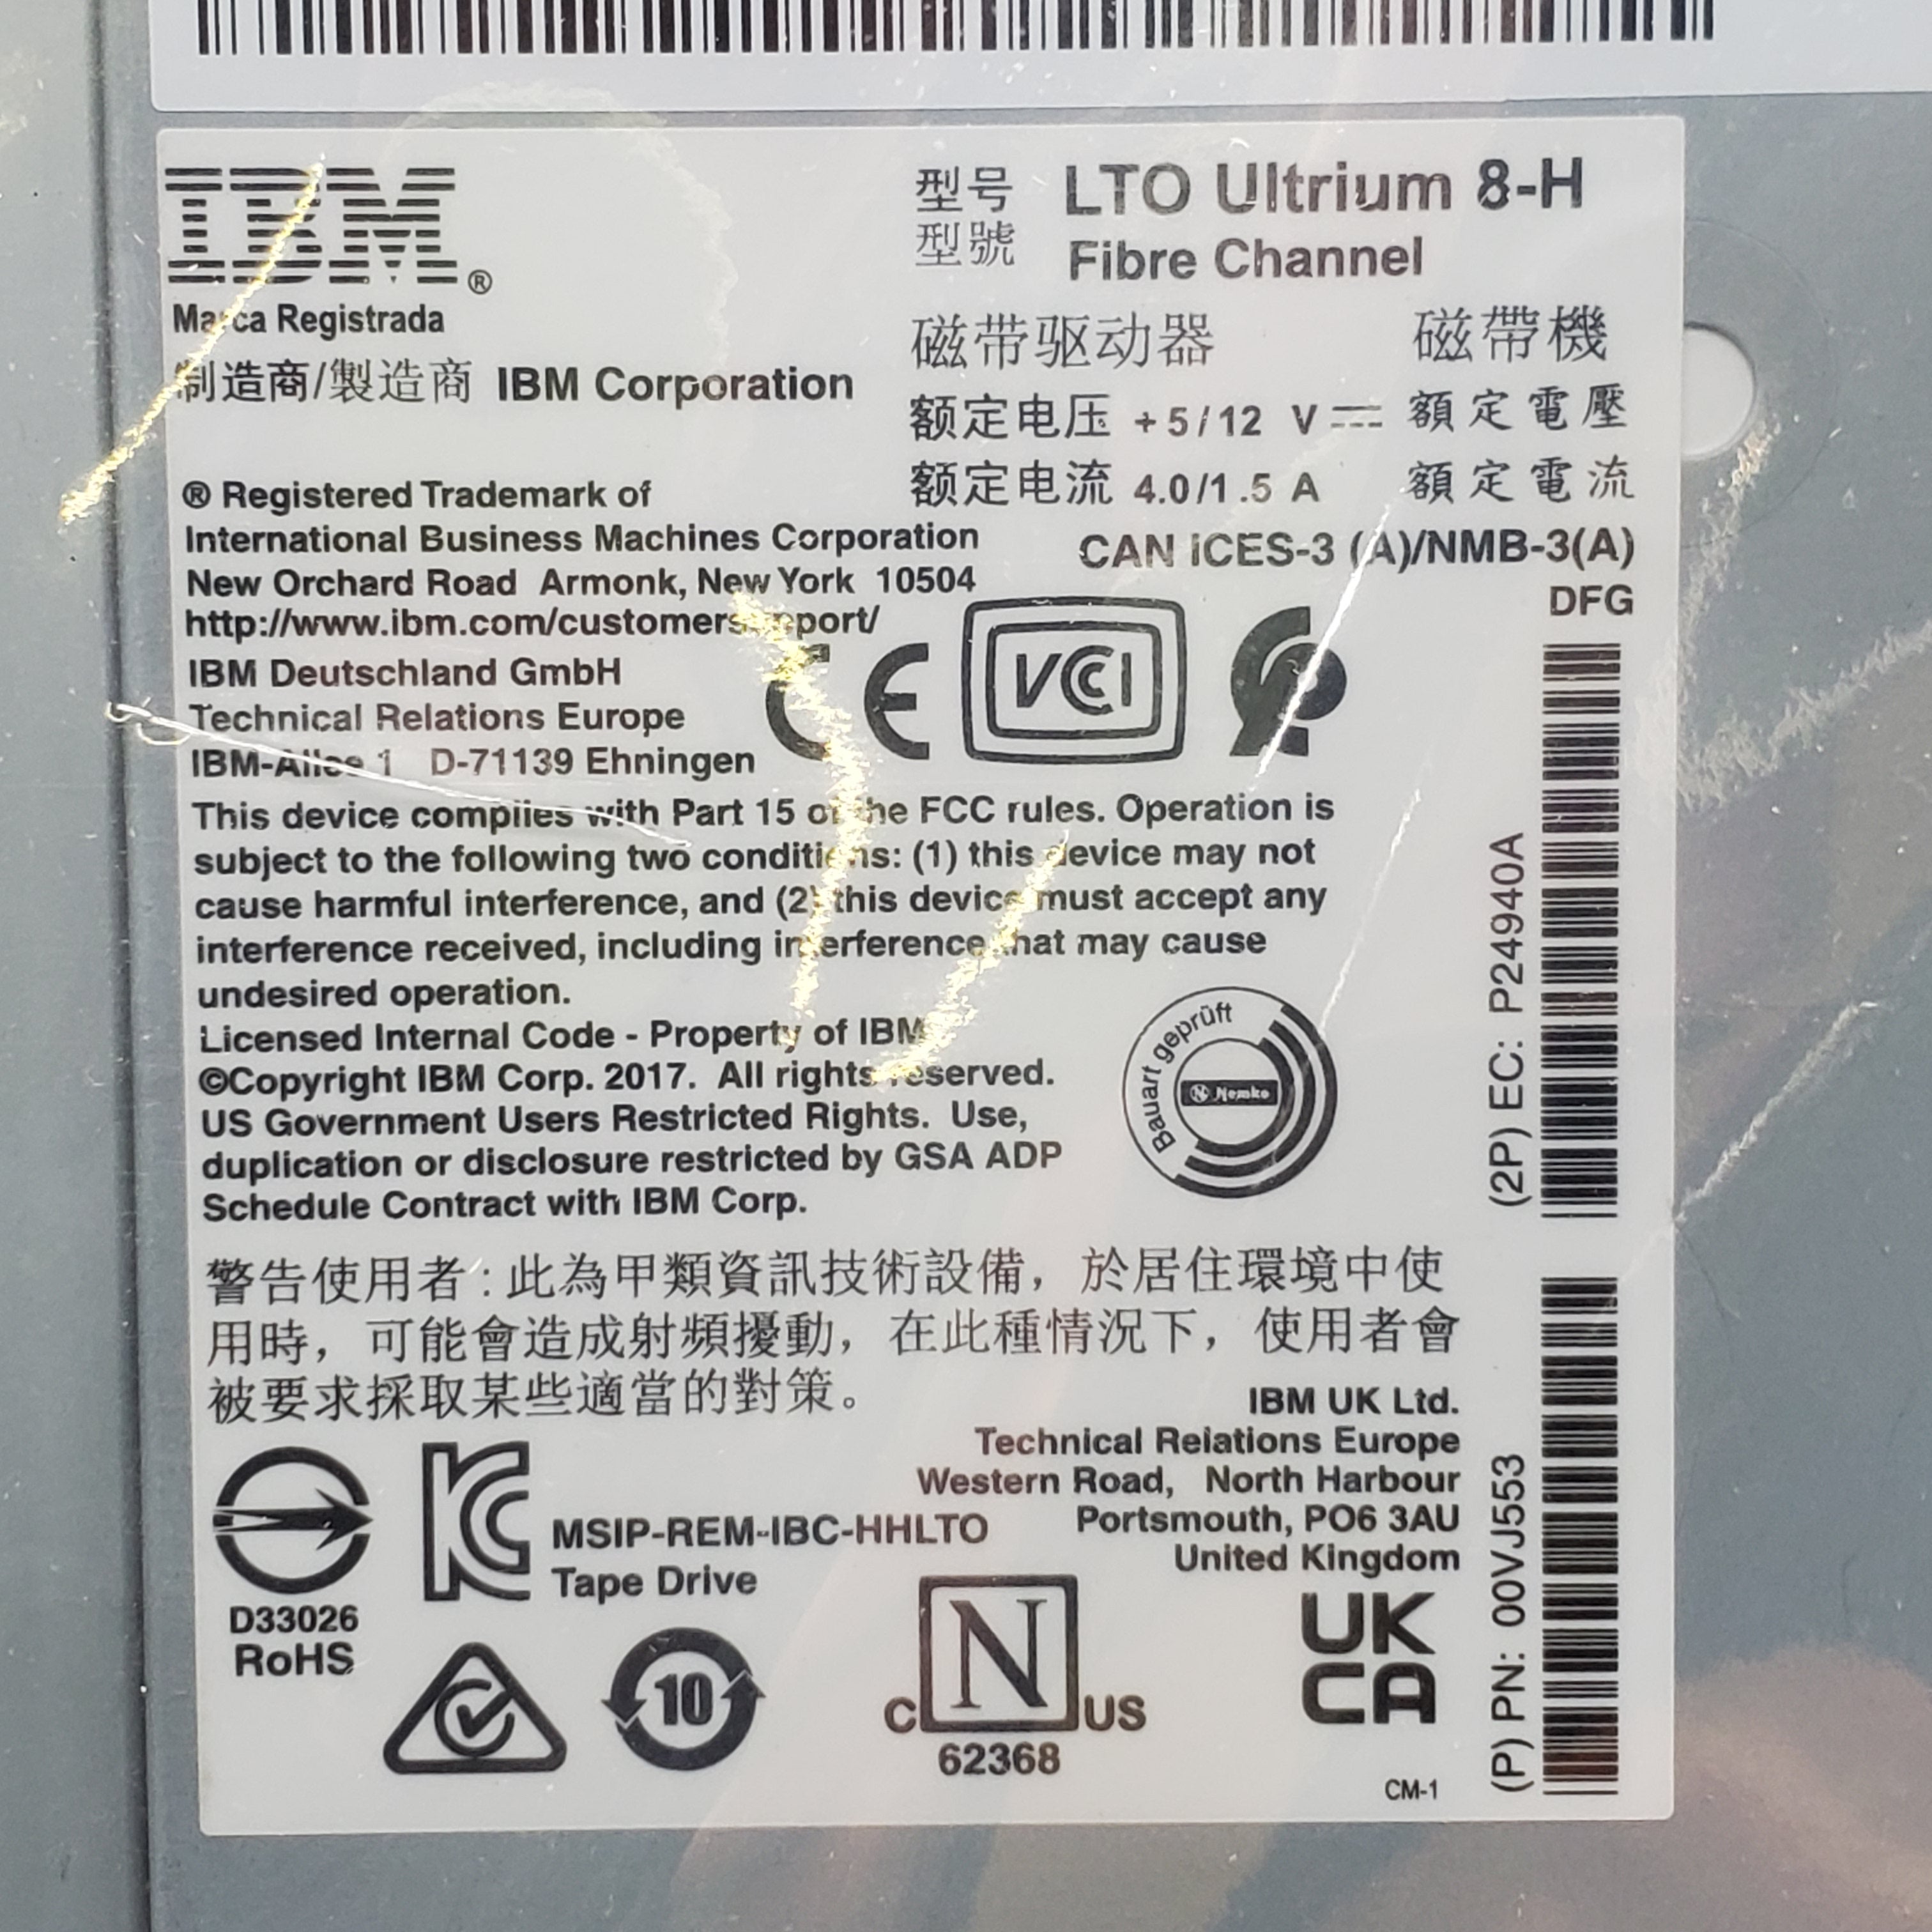 IBM®
Marca Registrada
制造商/製造商 IBM Corporation
型号 LTO Ultrium 8-H
型號 Fibre Channel
磁带驱动器 磁帶機
额定电压 +5/12 V 額定電壓
额定电流 4.0/1.5 A 額定電流
CAN ICES-3 (A)/NMB-3(A)
DFG
® Registered Trademark of
International Business Machines Corporation
New Orchard Road Armonk, New York 10504
http://www.ibm.com/customersupport/
IBM Deutschland GmbH
Technical Relations Europe
IBM-Allee 1 D-71139 Ehningen
CE
VCCI
This device complies with Part 15 of the FCC rules. Operation is
subject to the following two conditions: (1) this device may not
cause harmful interference, and (2) this device must accept any
interference received, including interference that may cause
undesired operation.
Licensed Internal Code - Property of IBM
©Copyright IBM Corp. 2017. All rights reserved.
US Government Users Restricted Rights. Use,
duplication or disclosure restricted by GSA ADP
Schedule Contract with IBM Corp.
Bauart geprüft
N Nemko
(2P) EC: P24940A
警告使用者:此為甲類資訊技術設備，於居住環境中使
用時，可能會造成射頻擾動，在此種情況下，使用者會
被要求採取某些適當的對策。
IBM UK Ltd.
Technical Relations Europe
Western Road, North Harbour
Portsmouth, PO6 3AU
United Kingdom
D33026
RoHS
KC
MSIP-REM-IBC-HHLTO
Tape Drive
10
C N US
62368
UK
CA
CM-1
(P) PN: 00VJ553